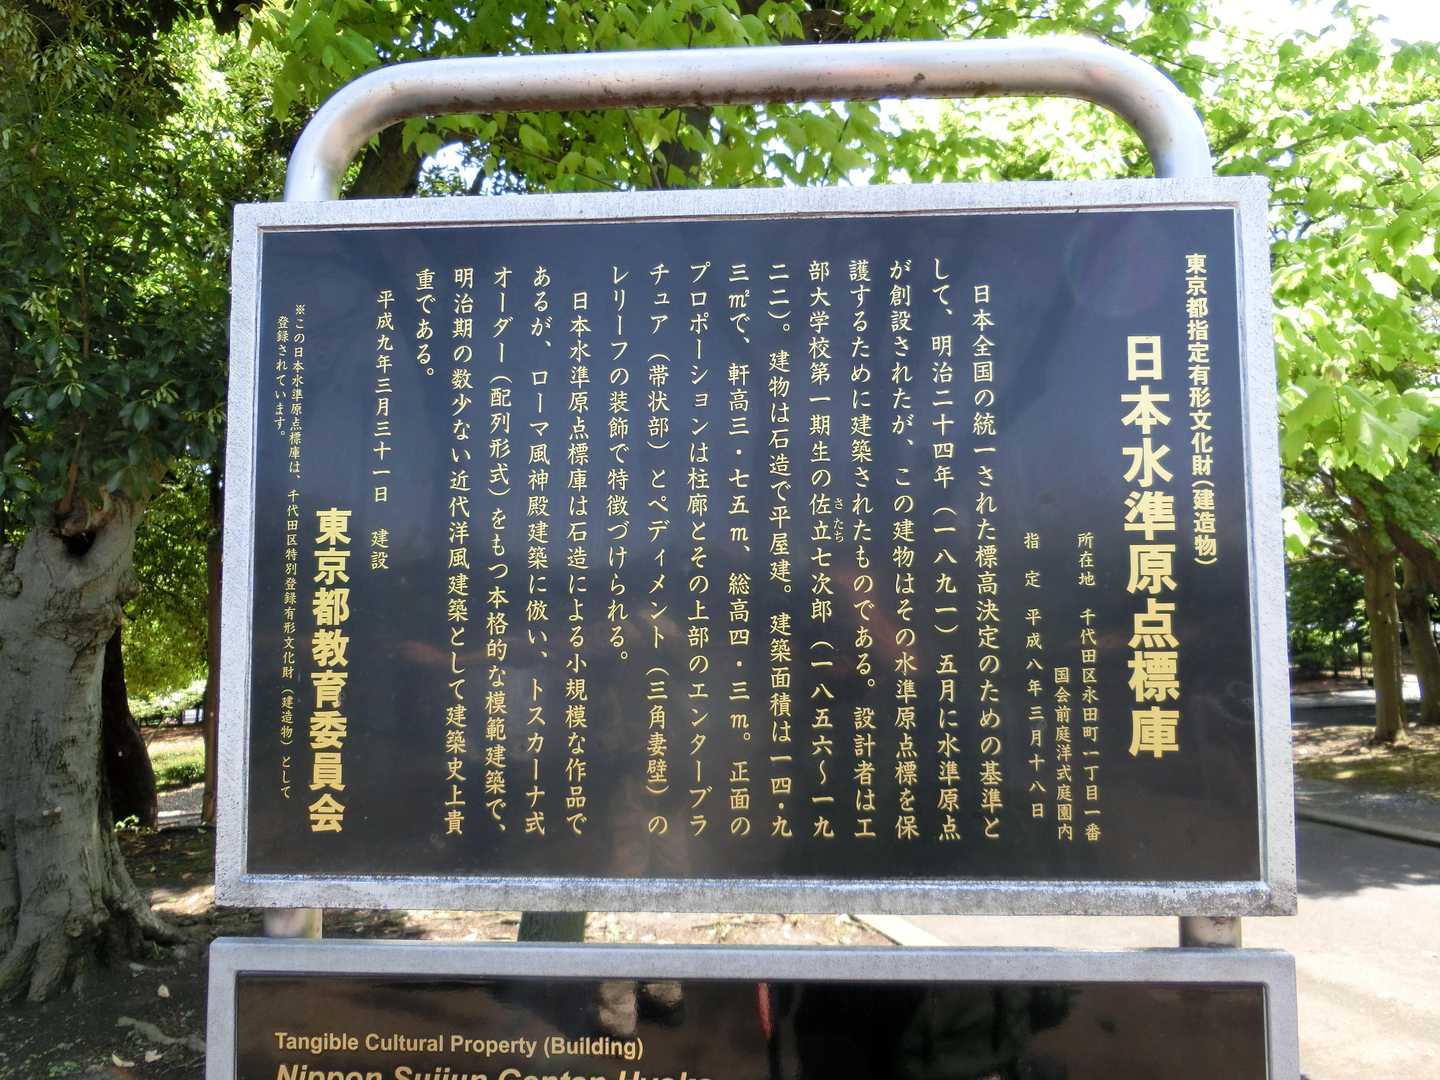 東京都指定有形文化財(建造物)
日本水準原点標庫
所在地 千代田区永田町一丁目一番
国会前庭洋式庭園内
指定 平成八年三月十八日
日本全国の統一された標高決定のための基準と
して、明治二十四年（一八九一）五月に水準原点
が創設されたが、この建物はその水準原点標を保
護するために建築されたものである。設計者は工
部大学校第一期生の佐立七次郎（一八五六～一九
さたち
二二）。建物は石造で平屋建。建築面積は一四・九
三㎡で、軒高三・七五m、総高四・三m。正面の
プロポーションは柱廊とその上部のエンターブラ
チュア（帯状部）とペディメント（三角妻壁）の
レリーフの装飾で特徴づけられる。
日本水準原点標庫は石造による小規模な作品で
あるが、ローマ風神殿建築に倣い、トスカーナ式
オーダー（配列形式）をもつ本格的な模範建築で、
明治期の数少ない近代洋風建築として建築史上貴
重である。
平成九年三月三十一日 建設
東京都教育委員会
※この日本水準原点標庫は、千代田区特別登録有形文化財（建造物）として
登録されています。
Tangible Cultural Property (Building)
Nippon Suijun Genten Hyoko